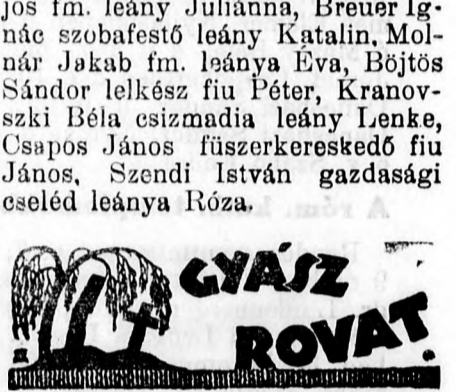 jos fm. leány Julianna, Breuer Ig-
nác szobafestő leány Katalin, Mol-
nár Jakab fm. leánya Éva, Böjtös
Sándor lelkész fiu Péter, Kranov-
szki Béla csizmadia leány Lenke,
Csapos János füszerkereskedő fiu
János, Szendi István gazdasági
cseléd leánya Róza.
GYÁSZ
ROVAT.